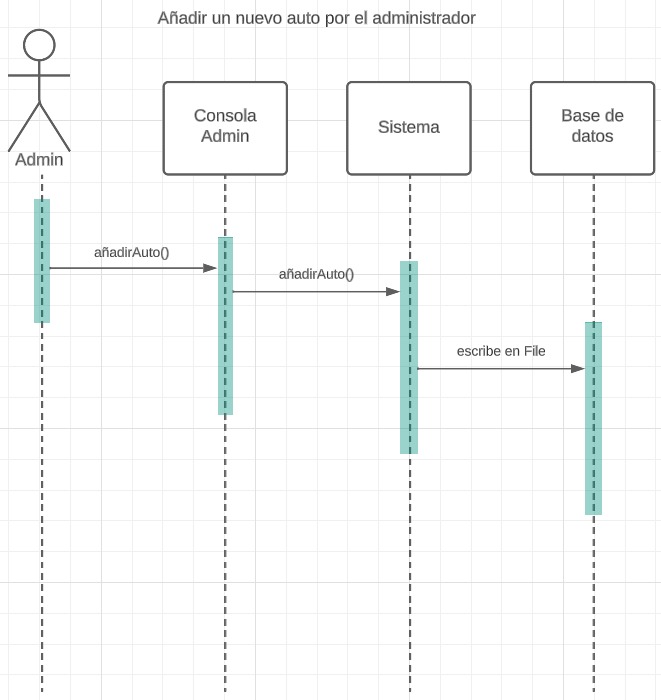 Añadir un nuevo auto por el administrador
Consola
Admin
Sistema
Base de
datos
Admin
añadirAuto()
añadirAuto()
escribe en File